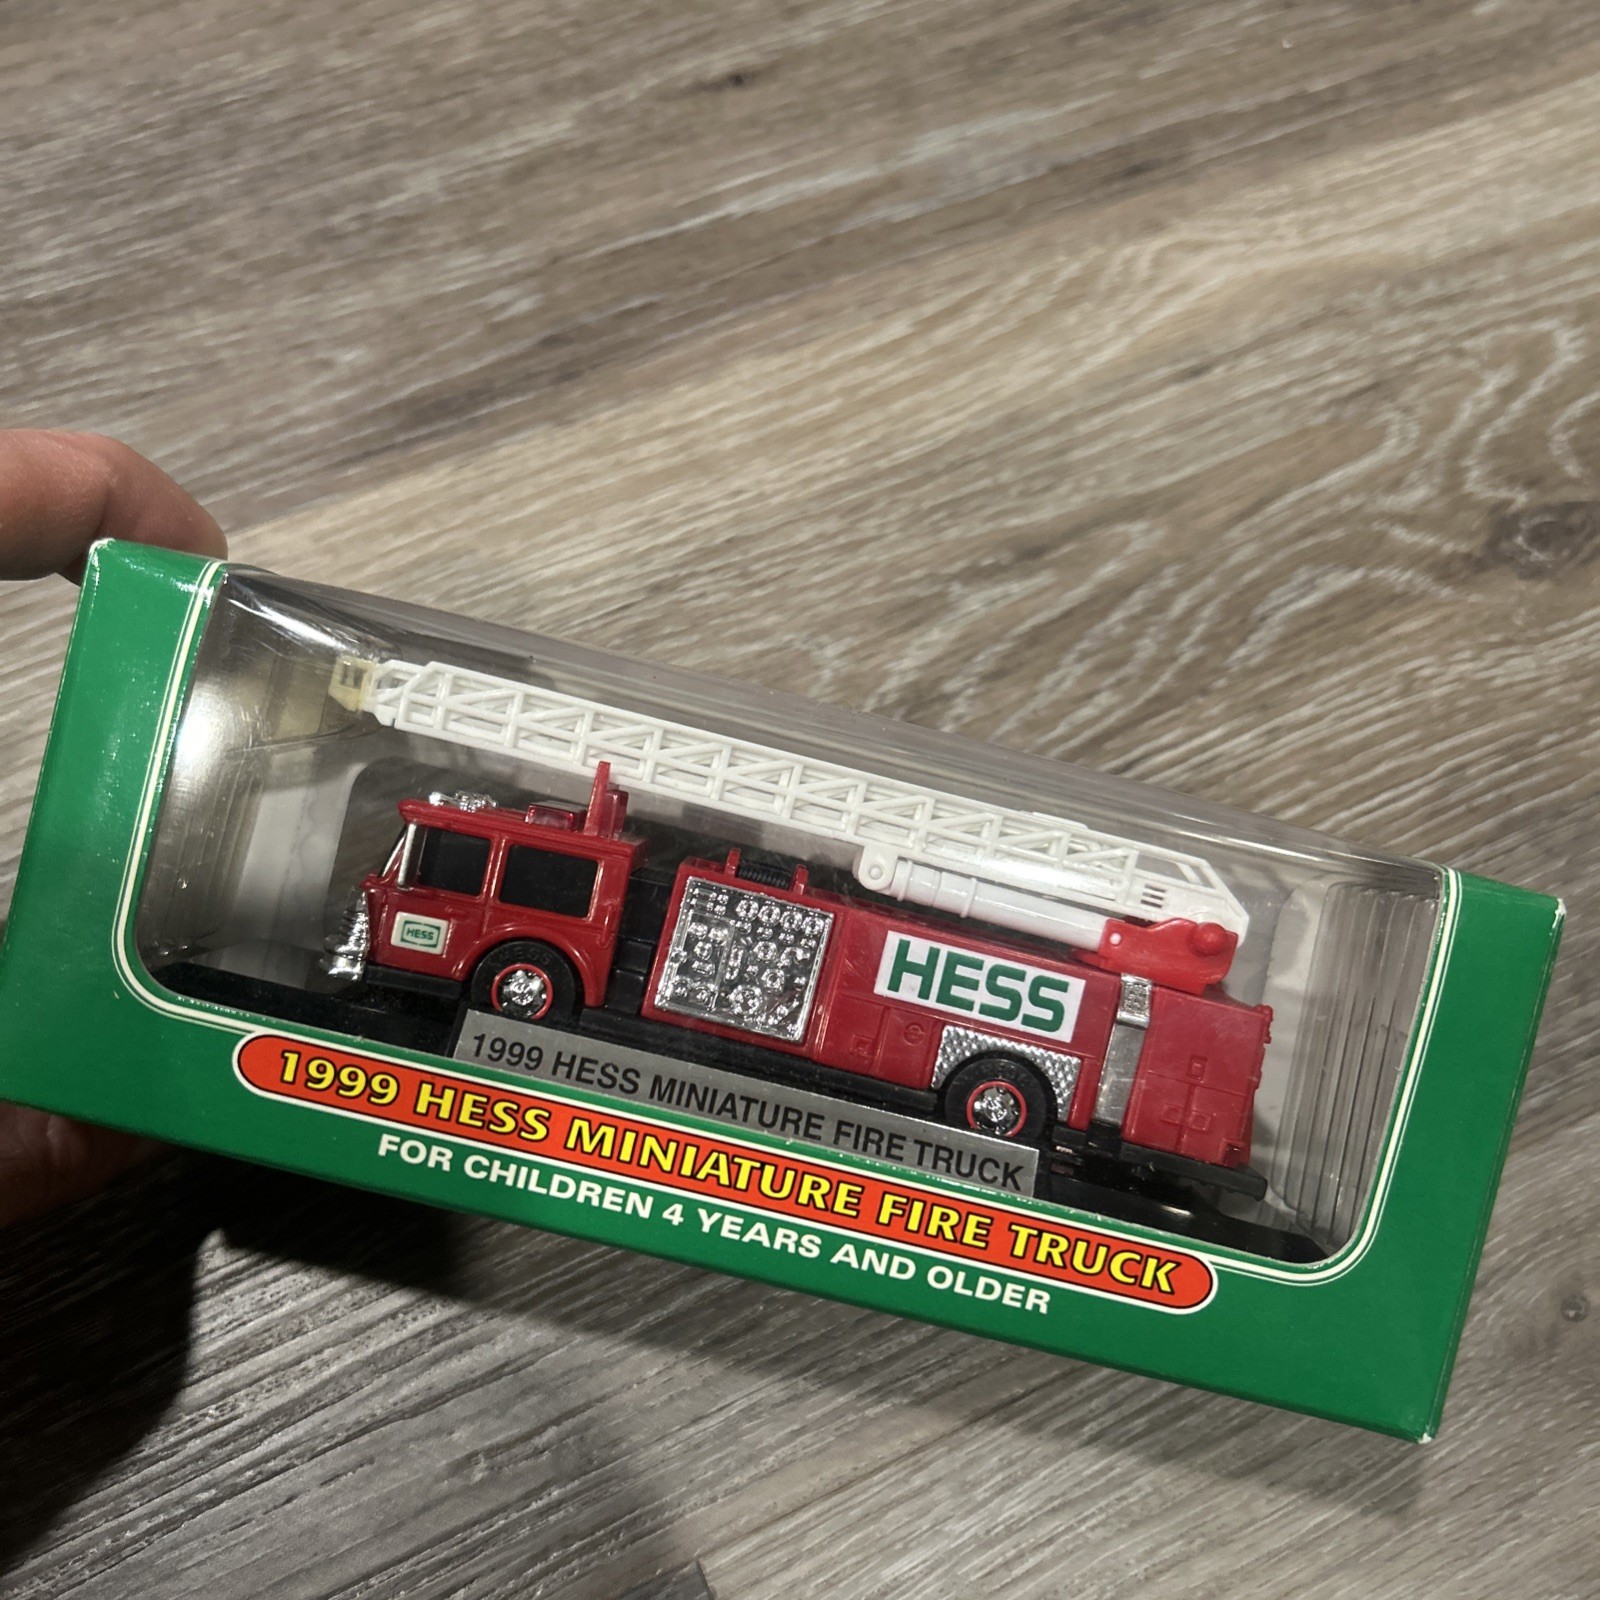 HESS
HESS
1999 HESS MINIATURE FIRE TRUCK
1999 HESS MINIATURE FIRE TRUCK
FOR CHILDREN 4 YEARS AND OLDER